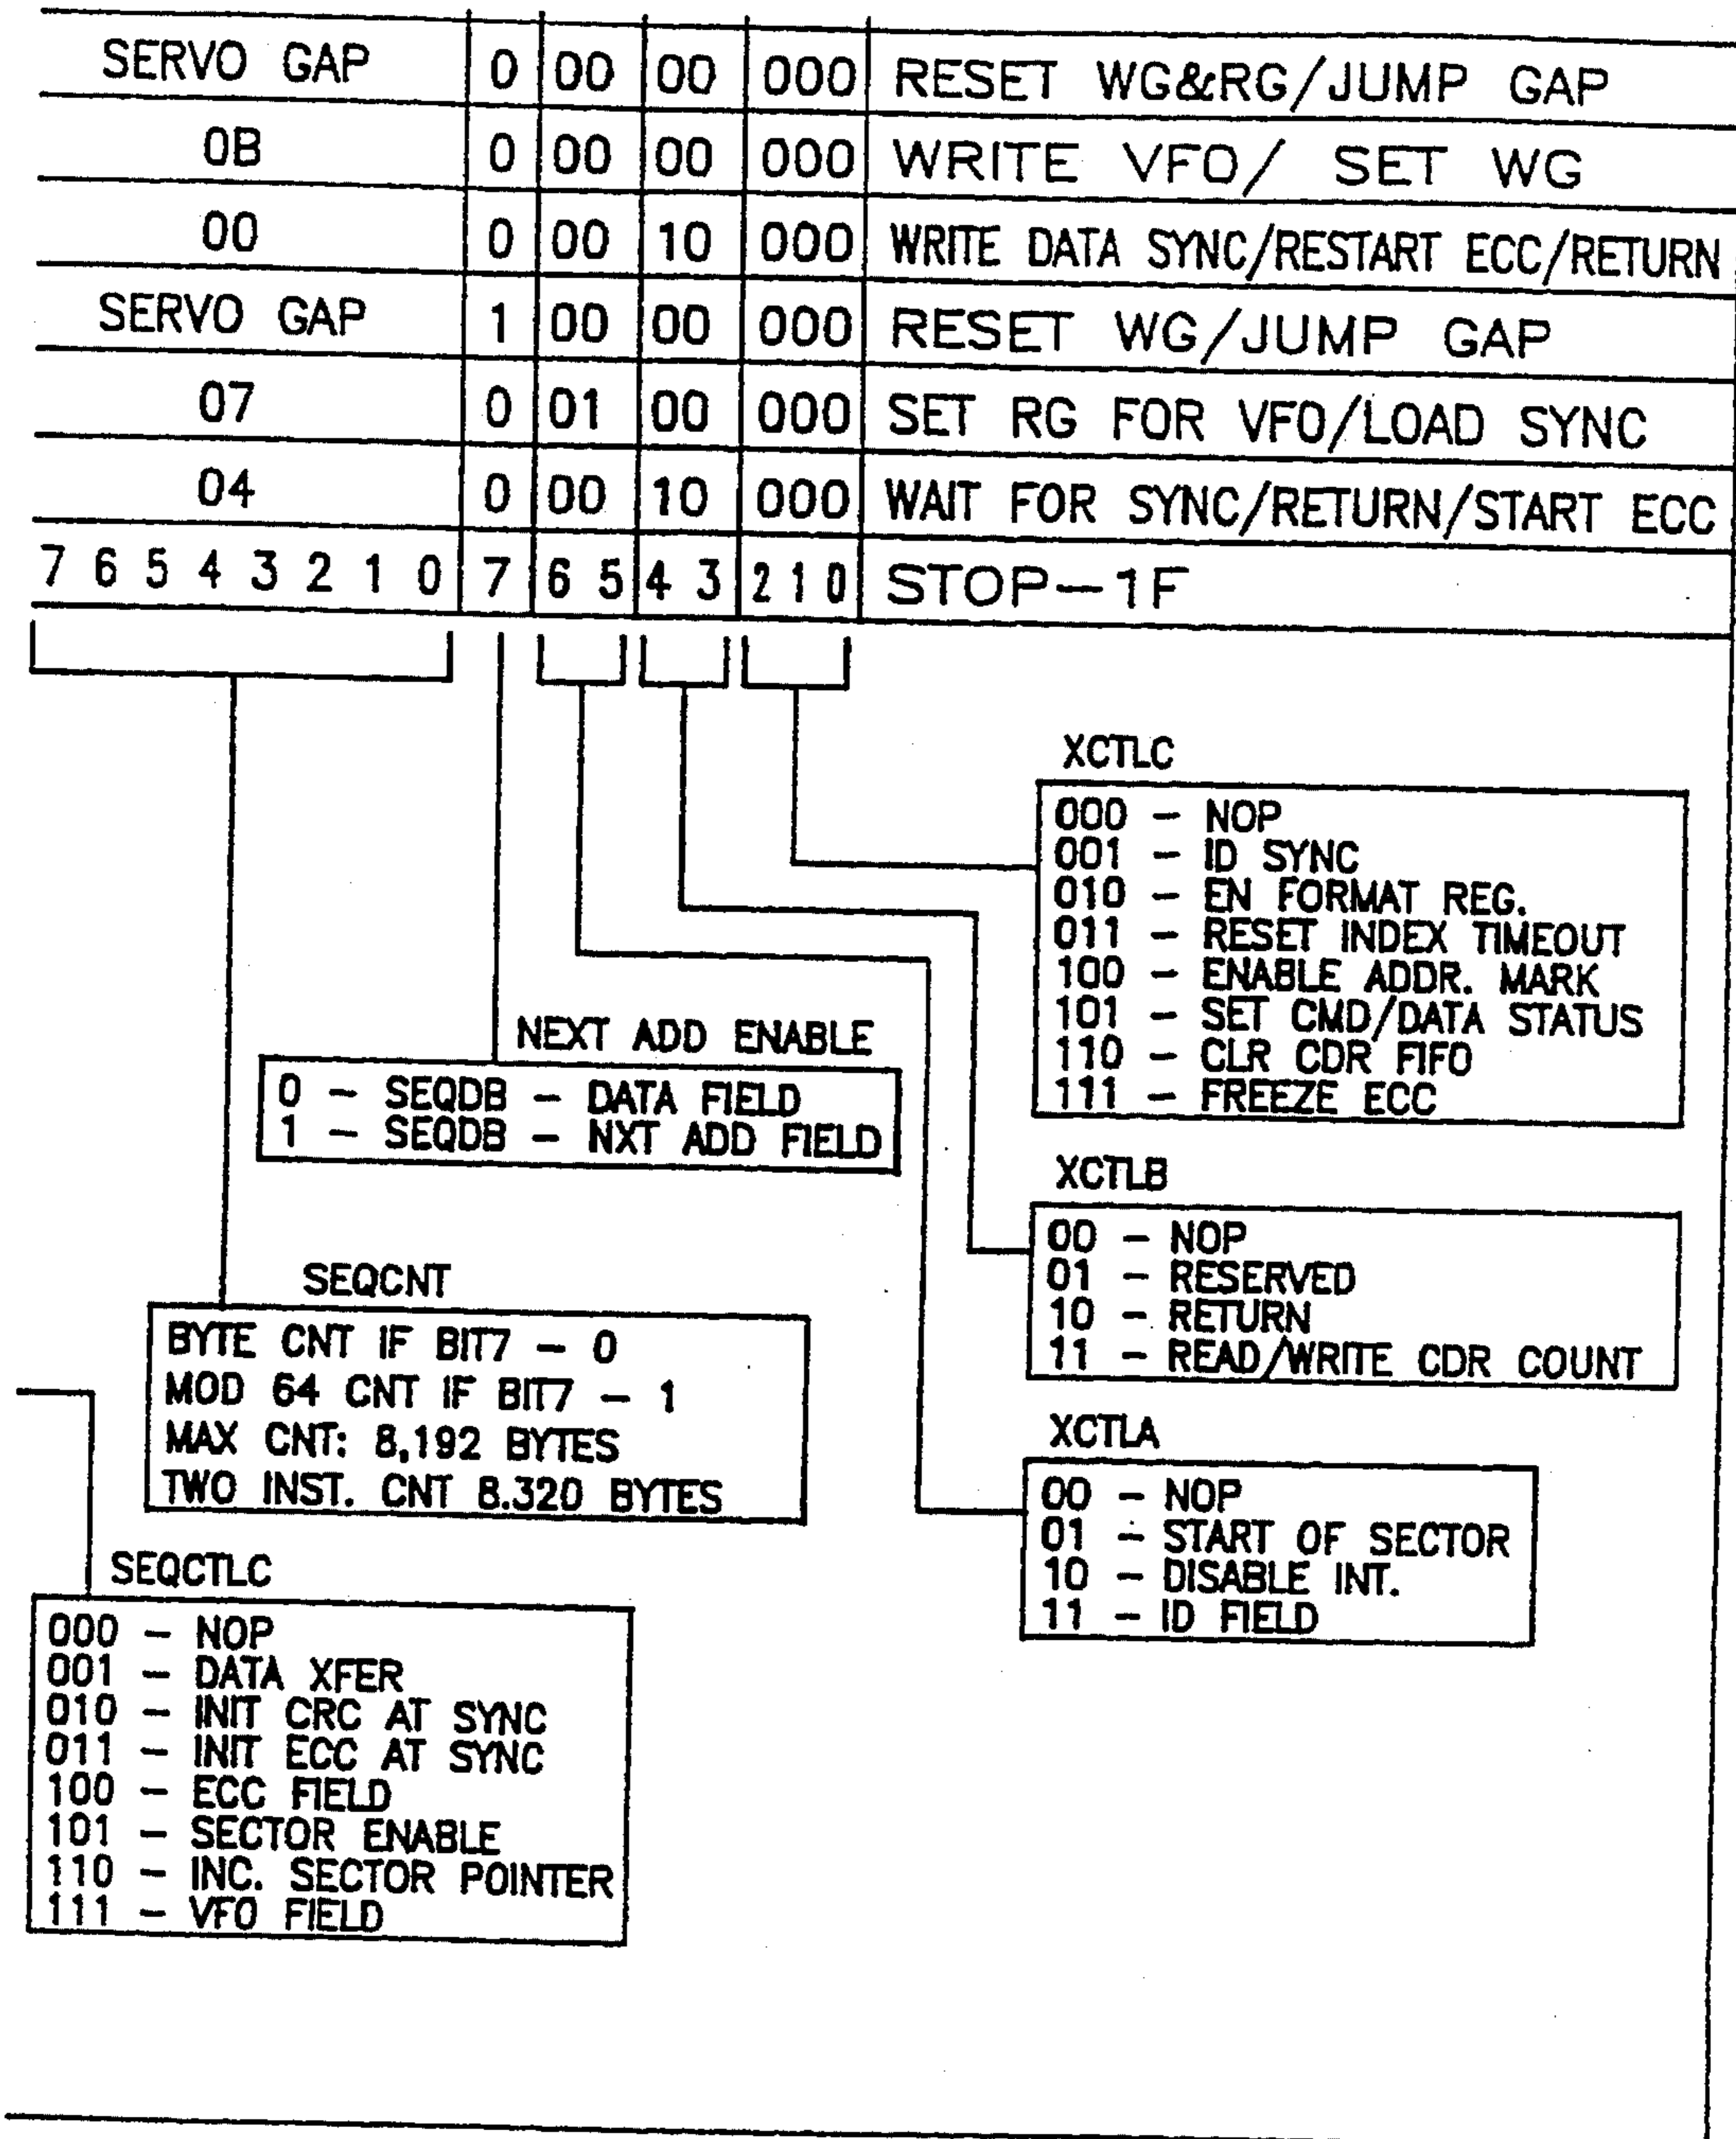 SERVO GAP 0 00 00 000 RESET WG&RG/JUMP GAP
0B 0 00 00 000 WRITE VFO/ SET WG
00 0 00 10 000 WRITE DATA SYNC/RESTART ECC/RETURN
SERVO GAP 1 00 00 000 RESET WG/JUMP GAP
07 0 01 00 000 SET RG FOR VFO/LOAD SYNC
04 0 00 10 000 WAIT FOR SYNC/RETURN/START ECC
7 6 5 4 3 2 1 0 7 6 5 4 3 2 1 0 STOP-1F
XCTLC
000 - NOP
001 - ID SYNC
010 - EN FORMAT REG.
011 - RESET INDEX TIMEOUT
100 - ENABLE ADDR. MARK
101 - SET CMD/DATA STATUS
110 - CLR CDR FIFO
111 - FREEZE ECC
NEXT ADD ENABLE
0 - SEQDB - DATA FIELD
1 - SEQDB - NXT ADD FIELD
XCTLB
00 - NOP
01 - RESERVED
10 - RETURN
11 - READ/WRITE CDR COUNT
SEQCNT
BYTE CNT IF BIT7 - 0
MOD 64 CNT IF BIT7 - 1
MAX CNT: 8,192 BYTES
TWO INST. CNT 8.320 BYTES
XCTLA
00 - NOP
01 - START OF SECTOR
10 - DISABLE INT.
11 - ID FIELD
SEQCTLC
000 - NOP
001 - DATA XFER
010 - INIT CRC AT SYNC
011 - INIT ECC AT SYNC
100 - ECC FIELD
101 - SECTOR ENABLE
110 - INC. SECTOR POINTER
111 - VFO FIELD